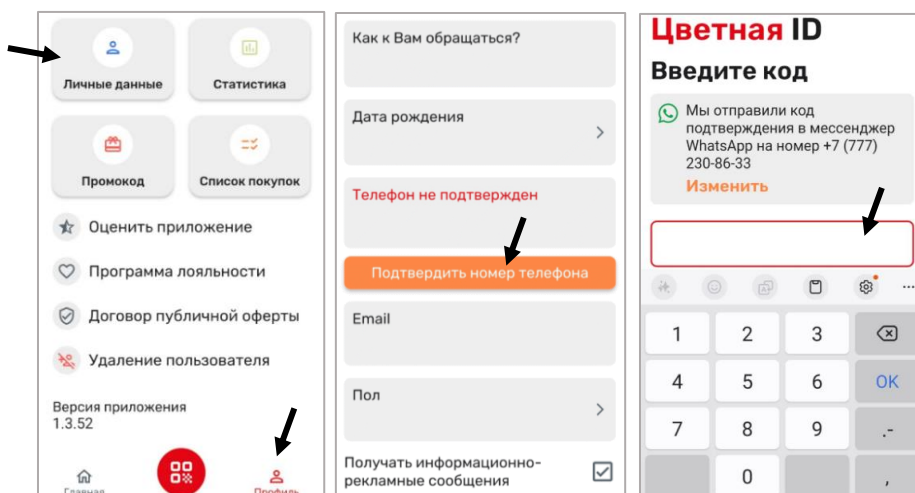 Личные данные
Статистика
Промокод
Список покупок
Оценить приложение
Программа лояльности
Договор публичной оферты
Удаление пользователя
Версия приложения
1.3.52
Главная
Профиль
Как к Вам обращаться?
Дата рождения
Телефон не подтвержден
Подтвердить номер телефона
Email
Пол
Получать информационно-
рекламные сообщения
Цветная ID
Введите код
Мы отправили код
подтверждения в мессенджер
WhatsApp на номер +7 (777)
230-86-33
Изменить
1 2 3
4 5 6 OK
7 8 9 .-
0 ,